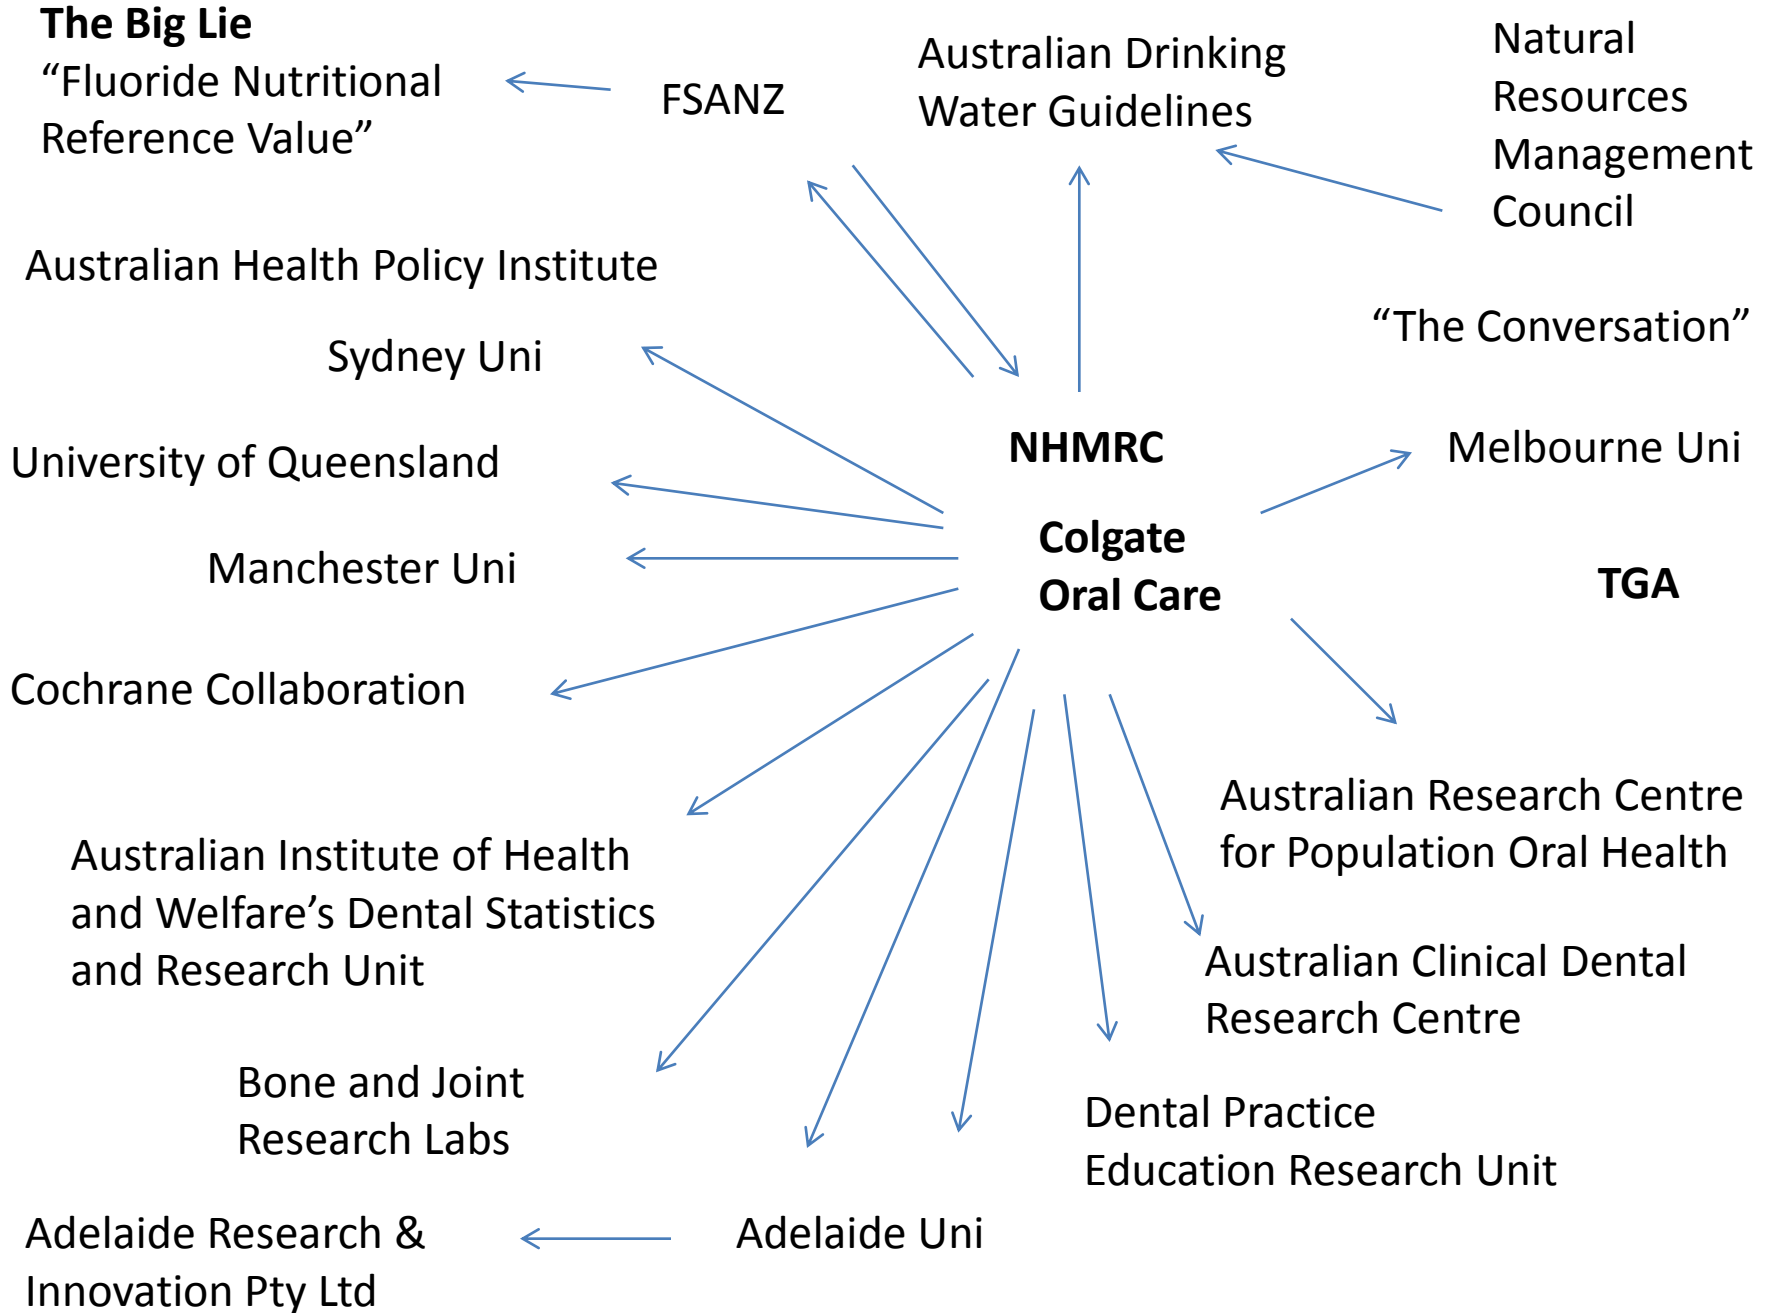 The Big Lie
“Fluoride Nutritional
Reference Value”
FSANZ
Australian Drinking
Water Guidelines
Natural
Resources
Management
Council
Australian Health Policy Institute
“The Conversation”
Sydney Uni
NHMRC
Melbourne Uni
University of Queensland
Colgate
Oral Care
Manchester Uni
TGA
Cochrane Collaboration
Australian Research Centre
for Population Oral Health
Australian Institute of Health
and Welfare’s Dental Statistics
and Research Unit
Australian Clinical Dental
Research Centre
Bone and Joint
Research Labs
Dental Practice
Education Research Unit
Adelaide Research &
Innovation Pty Ltd
Adelaide Uni